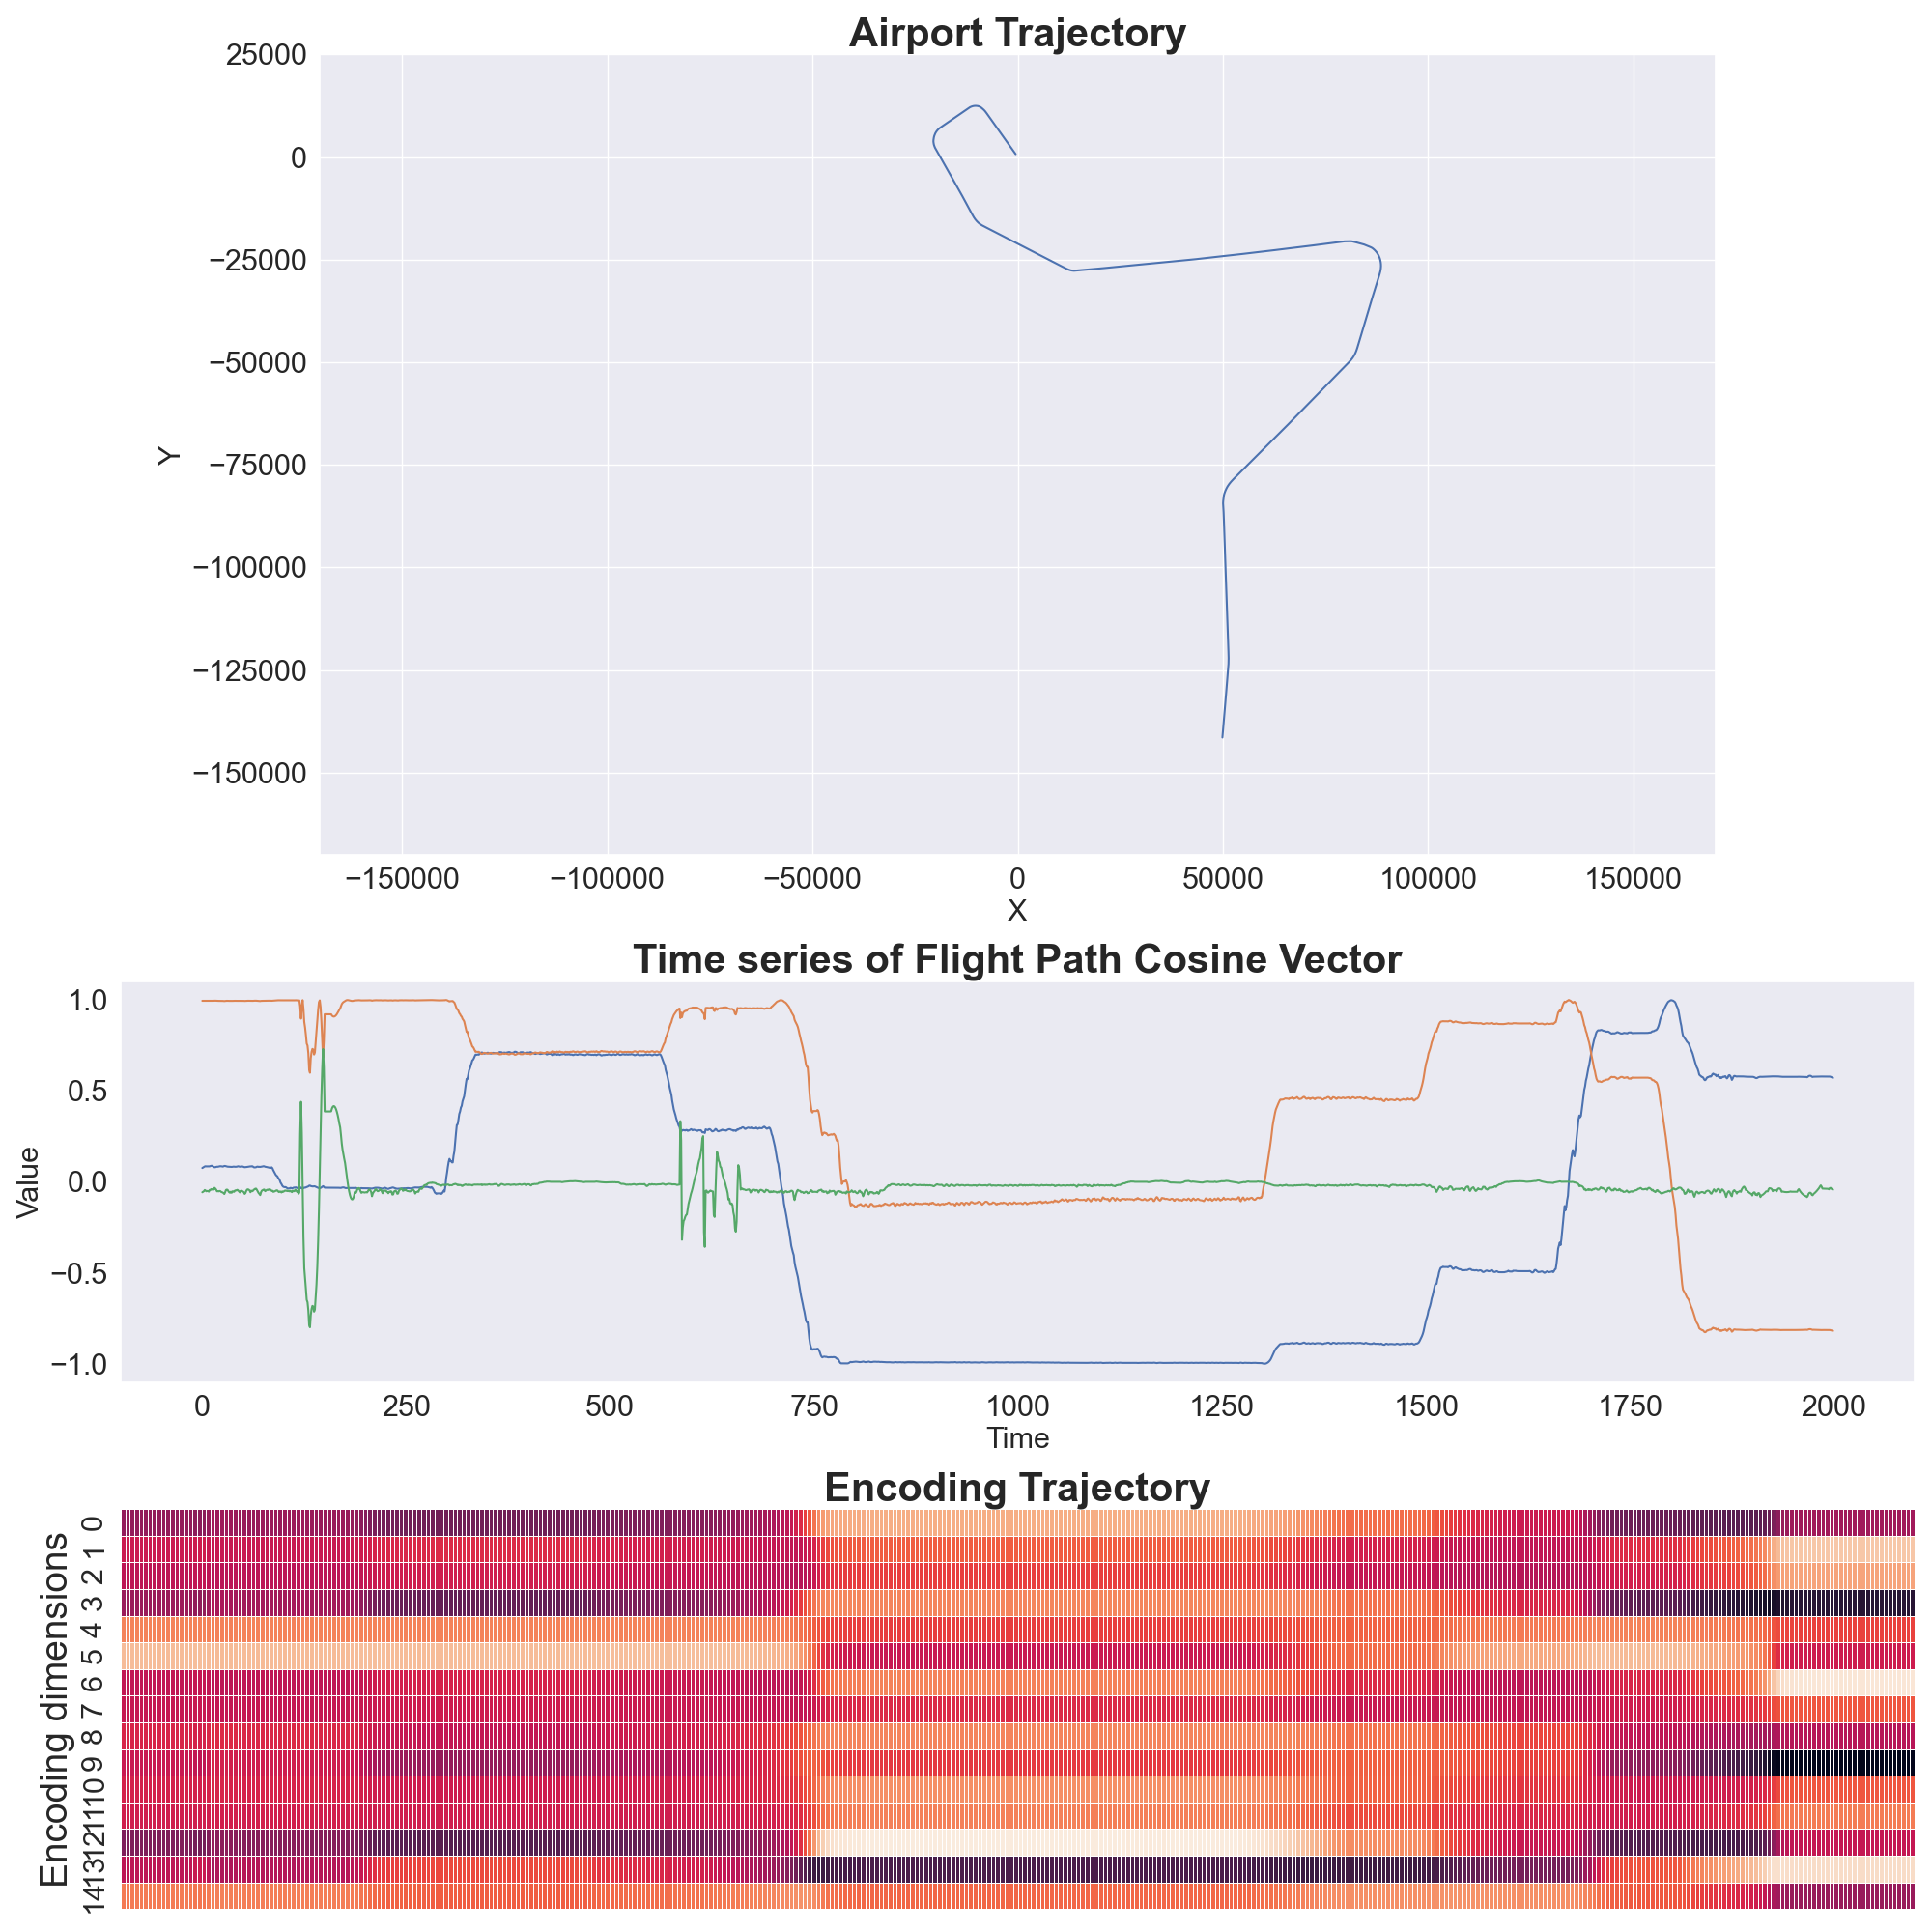 Airport Trajectory
25000
0
−25000
−50000
−75000
−100000
−125000
−150000
Y
−150000 −100000 −50000 0 50000 100000 150000
X
Time series of Flight Path Cosine Vector
1.0
0.5
0.0
−0.5
−1.0
Value
0 250 500 750 1000 1250 1500 1750 2000
Time
Encoding Trajectory
Encoding dimensions
0
1
2
3
4
5
6
7
8
9
10
11
12
13
14